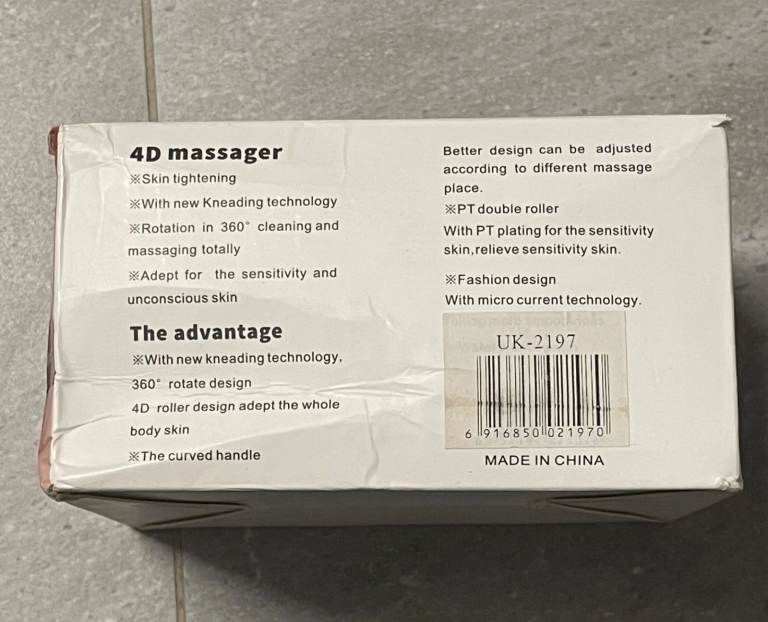 4D massager
※Skin tightening
※With new Kneading technology
※Rotation in 360° cleaning and
massaging totally
※Adept for the sensitivity and
unconscious skin
The advantage
※With new kneading technology,
360° rotate design
4D roller design adept the whole
body skin
※The curved handle
Better design can be adjusted
according to different massage
place.
※PT double roller
With PT plating for the sensitivity
skin,relieve sensitivity skin.
※Fashion design
With micro current technology.
UK-2197
6 916850 021970
MADE IN CHINA